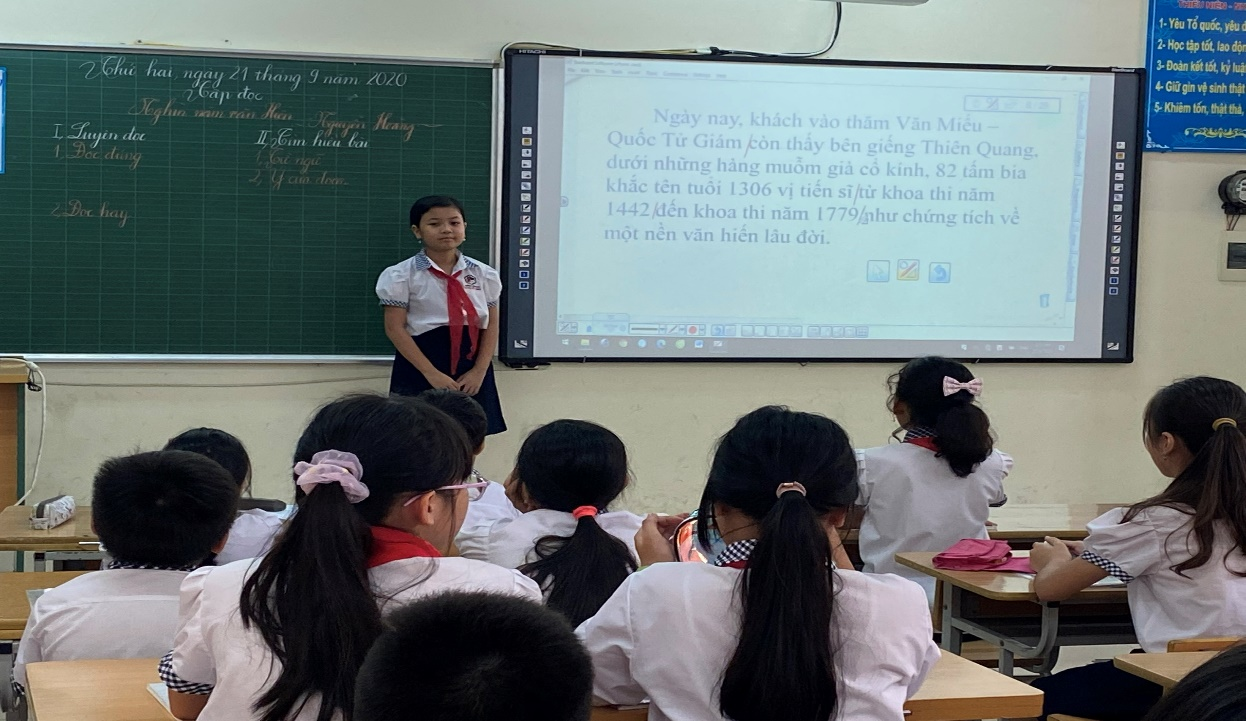 Thứ hai, ngày 21 tháng 9 năm 2020
Tập đọc
Nghìn năm văn hiến Nguyễn Hoàng
I. Luyện đọc
1, Đọc đúng
2, Đọc hay
II. Tìm hiểu bài
1, Từ ngữ
HITACHI
Ngày nay, khách vào thăm Văn Miếu –
Quốc Tử Giám/còn thấy bên giếng Thiên Quang,
dưới những hàng muỗm già cổ kính, 82 tấm bia
khắc tên tuổi 1306 vị tiến sĩ/từ khoa thi năm
1442/đến khoa thi năm 1779/như chứng tích về
một nền văn hiến lâu đời.
THIẾU NIÊN - NH
1- Yêu Tổ quốc, yêu đ
2- Học tập tốt, lao độn
3- Đoàn kết tốt, kỷ luậ
4- Giữ gìn vệ sinh thật
5- Khiêm tốn, thật thà,